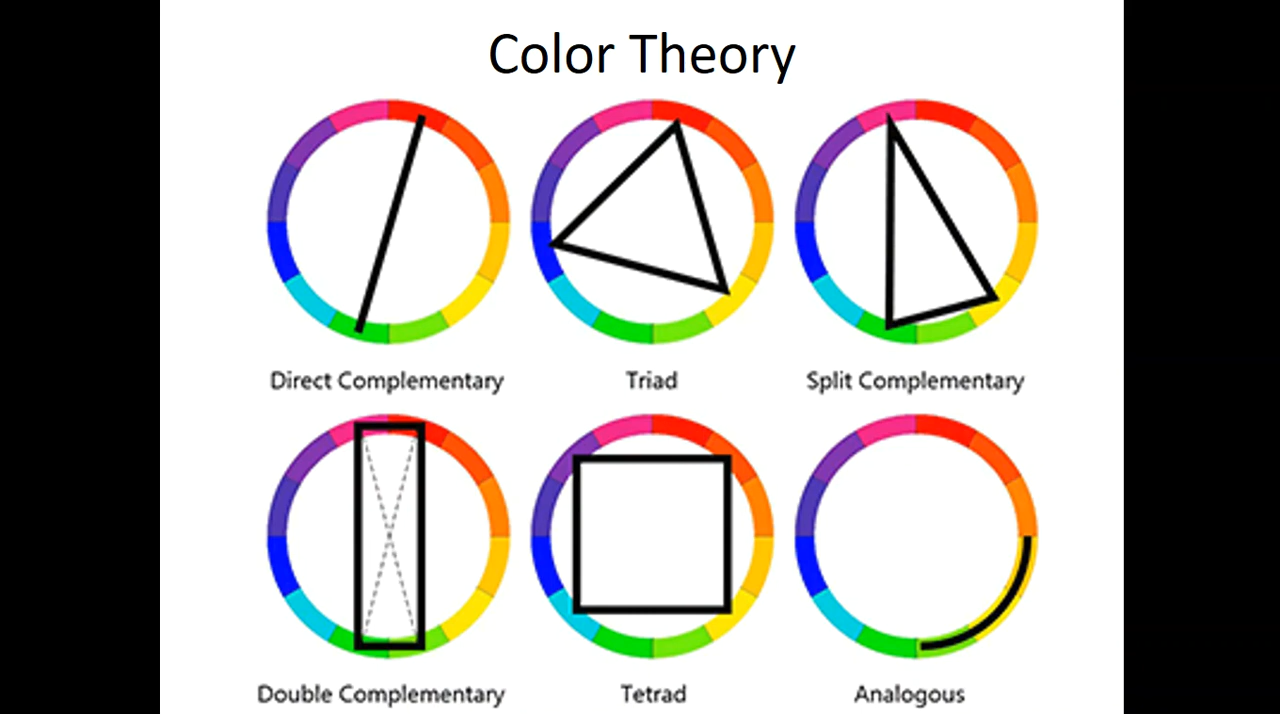 Color Theory
Direct Complementary
Triad
Split Complementary
Double Complementary
Tetrad
Analogous